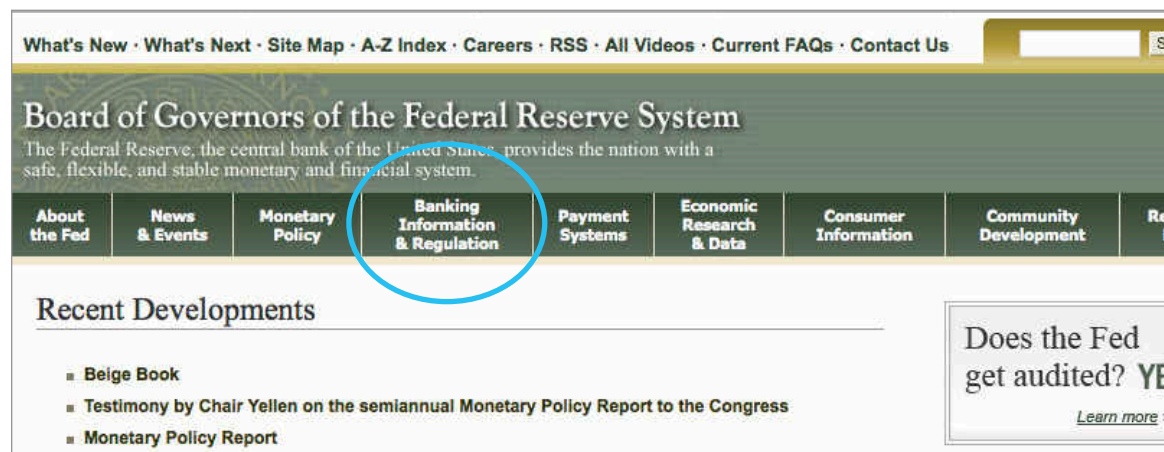 What's New · What's Next · Site Map · A-Z Index · Careers · RSS · All Videos · Current FAQs · Contact Us
Board of Governors of the Federal Reserve System
The Federal Reserve, the central bank of the United States, provides the nation with a
safe, flexible, and stable monetary and financial system.
About
the Fed
News
& Events
Monetary
Policy
Banking
Information
& Regulation
Payment
Systems
Economic
Research
& Data
Consumer
Information
Community
Development
Recent Developments
Beige Book
Testimony by Chair Yellen on the semiannual Monetary Policy Report to the Congress
Monetary Policy Report
Does the Fed
get audited?
Learn more